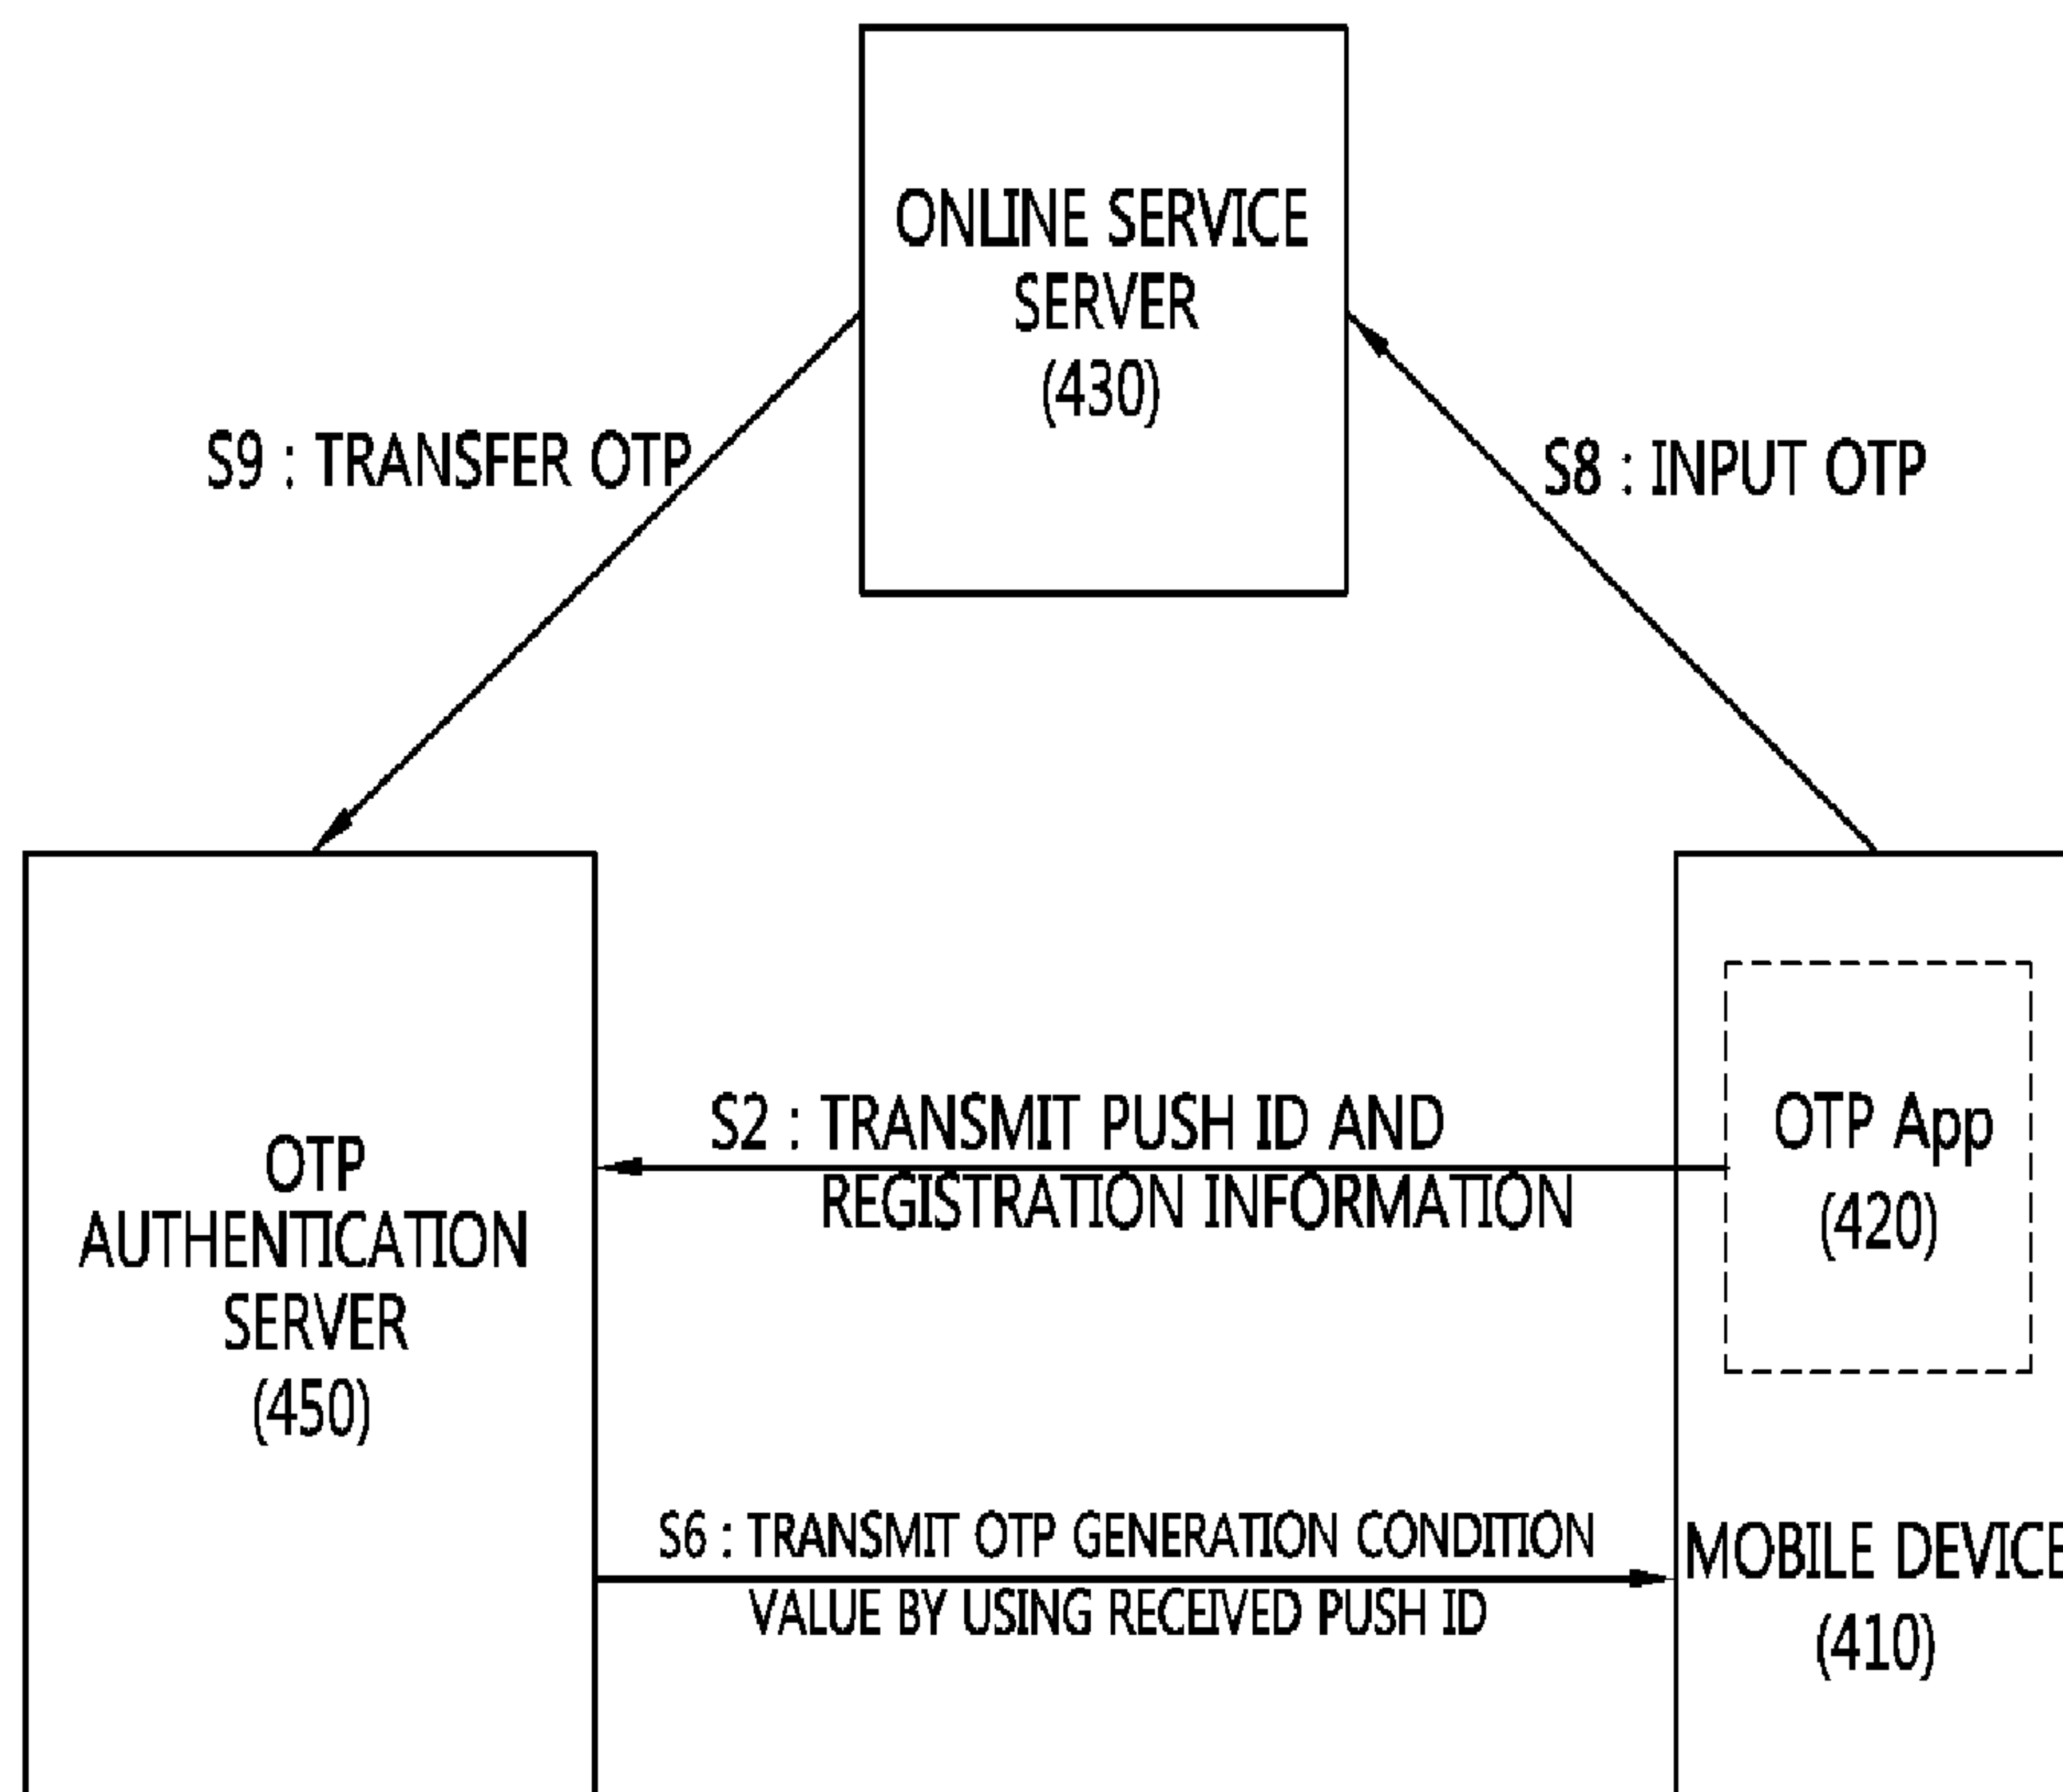 ONLINE SERVICE
SERVER
(430)
S9 : TRANSFER OTP
S8 : INPUT OTP
S2 : TRANSMIT PUSH ID AND
REGISTRATION INFORMATION
OTP App
(420)
OTP
AUTHENTICATION
SERVER
(450)
S6 : TRANSMIT OTP GENERATION CONDITION
VALUE BY USING RECEIVED PUSH ID
MOBILE DEVICE
(410)